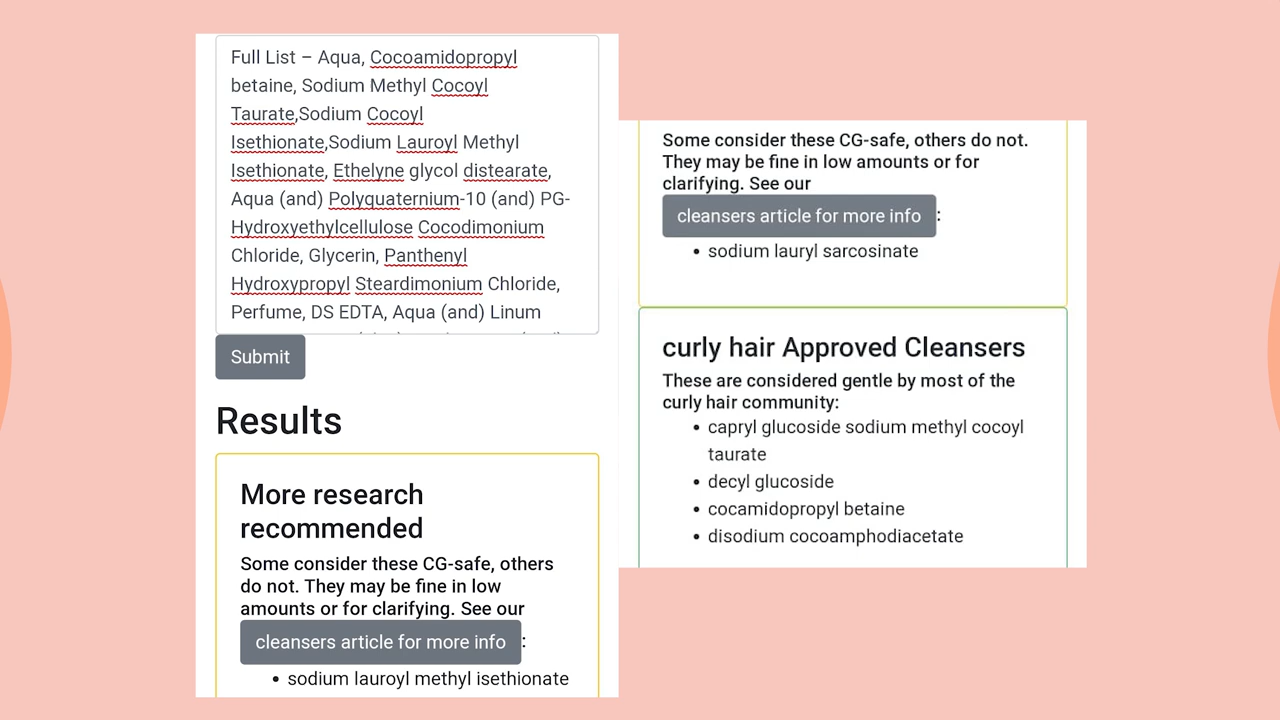 Full List – Aqua, Cocoamidopropyl
betaine, Sodium Methyl Cocoyl
Taurate,Sodium Cocoyl
Isethionate,Sodium Lauroyl Methyl
Isethionate, Ethelyne glycol distearate,
Aqua (and) Polyquaternium-10 (and) PG-
Hydroxyethylcellulose Cocodimonium
Chloride, Glycerin, Panthenyl
Hydroxypropyl Steardimonium Chloride,
Perfume, DS EDTA, Aqua (and) Linum
Submit
Results
More research
recommended
Some consider these CG-safe, others
do not. They may be fine in low
amounts or for clarifying. See our
cleansers article for more info :
• sodium lauroyl methyl isethionate
Some consider these CG-safe, others do not.
They may be fine in low amounts or for
clarifying. See our
cleansers article for more info :
• sodium lauryl sarcosinate
curly hair Approved Cleansers
These are considered gentle by most of the
curly hair community:
• capryl glucoside sodium methyl cocoyl
taurate
• decyl glucoside
• cocamidopropyl betaine
• disodium cocoamphodiacetate